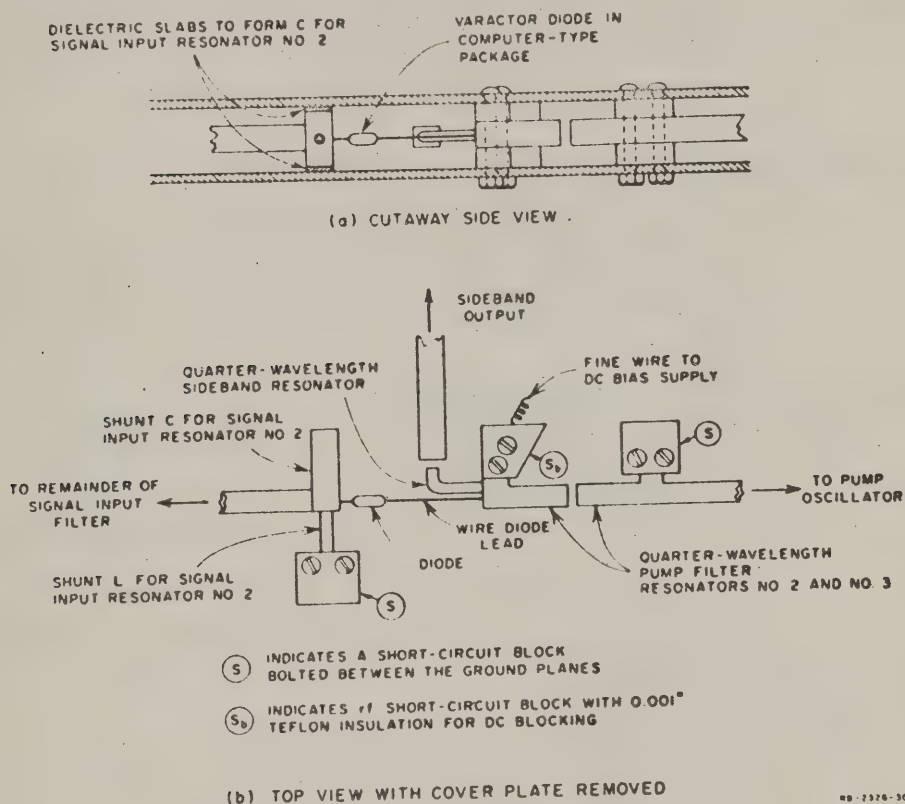 DIELECTRIC SLABS TO FORM C FOR
SIGNAL INPUT RESONATOR NO 2
VARACTOR DIODE IN
COMPUTER-TYPE
PACKAGE
(a) CUTAWAY SIDE VIEW
SIDEBAND
OUTPUT
QUARTER-WAVELENGTH
SIDEBAND RESONATOR
FINE WIRE TO
DC BIAS SUPPLY
SHUNT C FOR SIGNAL
INPUT RESONATOR NO 2
S
Sb
TO REMAINDER OF
SIGNAL INPUT
FILTER
TO PUMP
OSCILLATOR
WIRE DIODE
LEAD
DIODE
SHUNT L FOR SIGNAL
INPUT RESONATOR NO 2
QUARTER-WAVELENGTH
PUMP FILTER
RESONATORS NO 2 AND NO. 3
S
S INDICATES A SHORT-CIRCUIT BLOCK
BOLTED BETWEEN THE GROUND PLANES
Sb INDICATES rf SHORT-CIRCUIT BLOCK WITH 0.001"
TEFLON INSULATION FOR DC BLOCKING
(b) TOP VIEW WITH COVER PLATE REMOVED